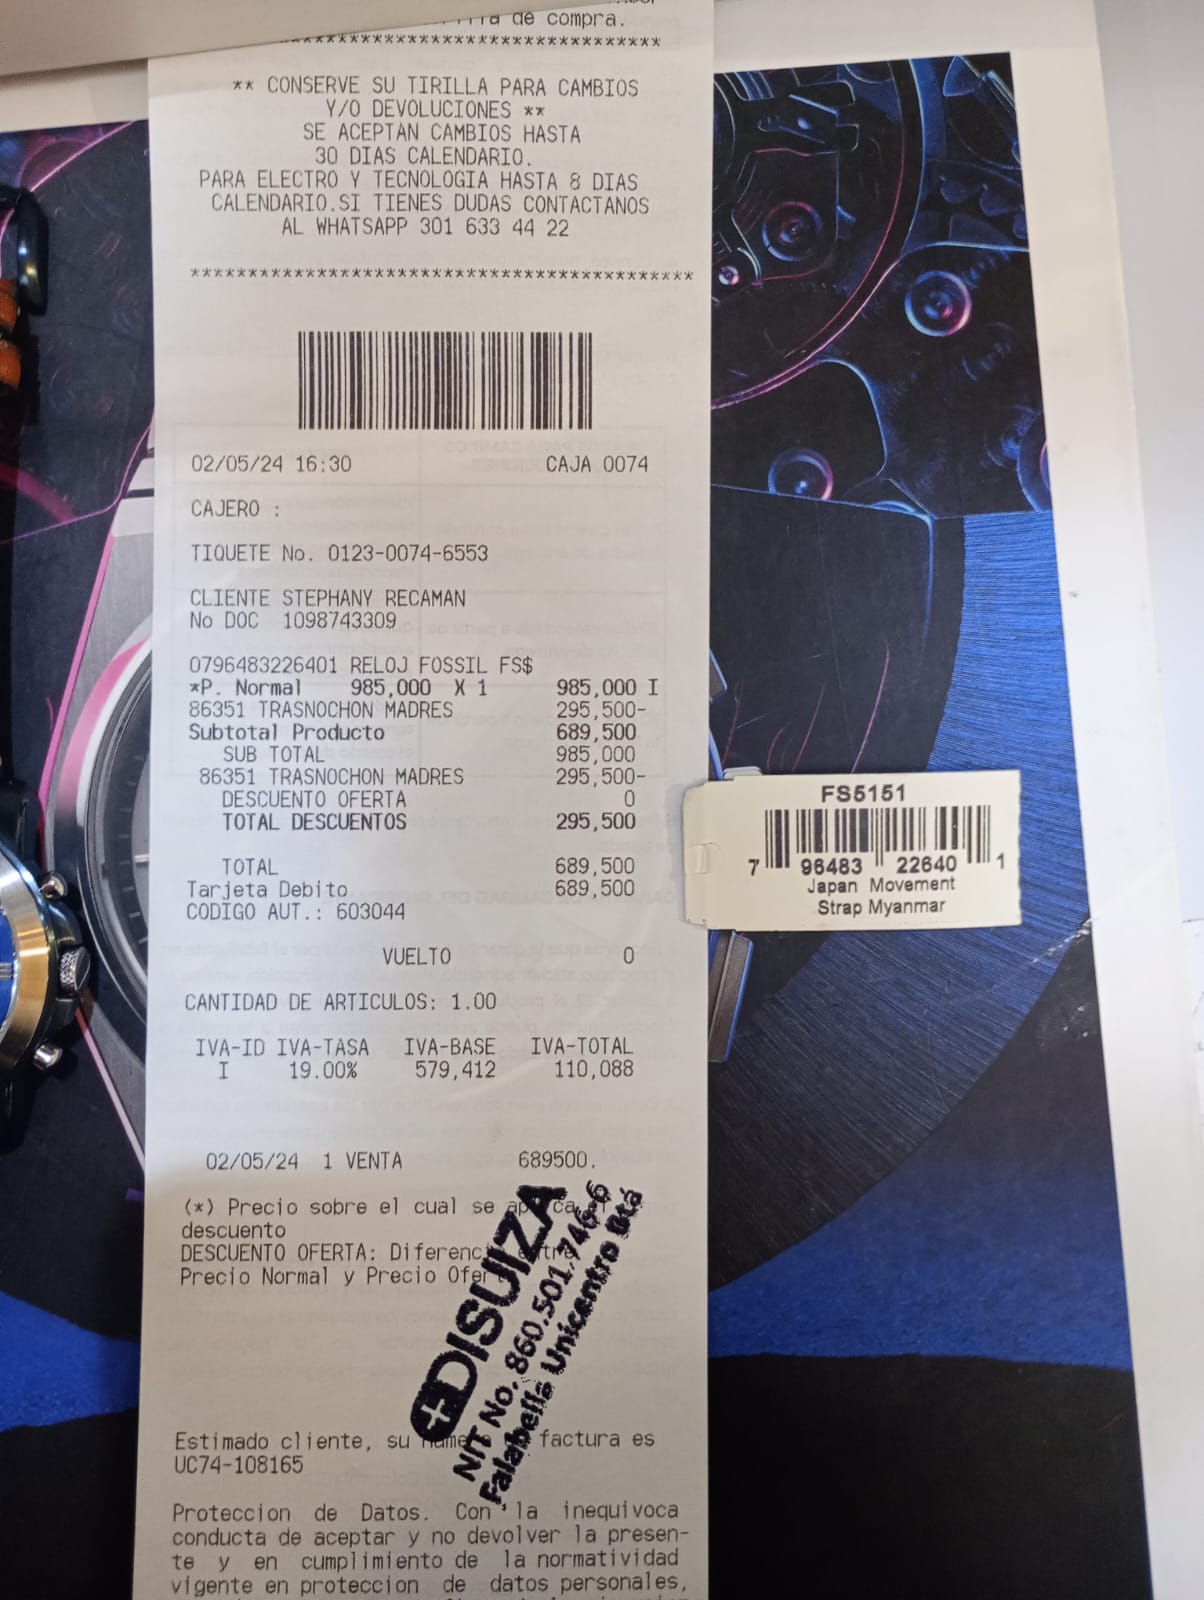 de compra.
*****************************************
** CONSERVE SU TIRILLA PARA CAMBIOS
Y/O DEVOLUCIONES **
SE ACEPTAN CAMBIOS HASTA
30 DIAS CALENDARIO.
PARA ELECTRO Y TECNOLOGIA HASTA 8 DIAS
CALENDARIO.SI TIENES DUDAS CONTACTANOS
AL WHATSAPP 301 633 44 22
********************************************
02/05/24 16:30 CAJA 0074
CAJERO :
TIQUETE No. 0123-0074-6553
CLIENTE STEPHANY RECAMAN
No DOC 1098743309
0796483226401 RELOJ FOSSIL FS$
*P. Normal 985,000 X 1 985,000 I
86351 TRASNOCHON MADRES 295,500-
Subtotal Producto 689,500
SUB TOTAL 985,000
86351 TRASNOCHON MADRES 295,500-
DESCUENTO OFERTA 0
TOTAL DESCUENTOS 295,500
TOTAL 689,500
Tarjeta Debito 689,500
CODIGO AUT.: 603044
VUELTO 0
CANTIDAD DE ARTICULOS: 1.00
IVA-ID IVA-TASA IVA-BASE IVA-TOTAL
I 19.00% 579,412 110,088
02/05/24 1 VENTA 689500.
(*) Precio sobre el cual se
descuento
DESCUENTO OFERTA: Diferenc
Precio Normal y Precio Ofer
DISUIZA
NIT No. 860.501.746-6
Falabella Unicentro Btá
Estimado cliente, su factura es
UC74-108165
Proteccion de Datos. Con la inequivoca
conducta de aceptar y no devolver la presen-
te y en cumplimiento de la normatividad
vigente en proteccion de datos personales,
FS5151
7 96483 22640 1
Japan Movement
Strap Myanmar